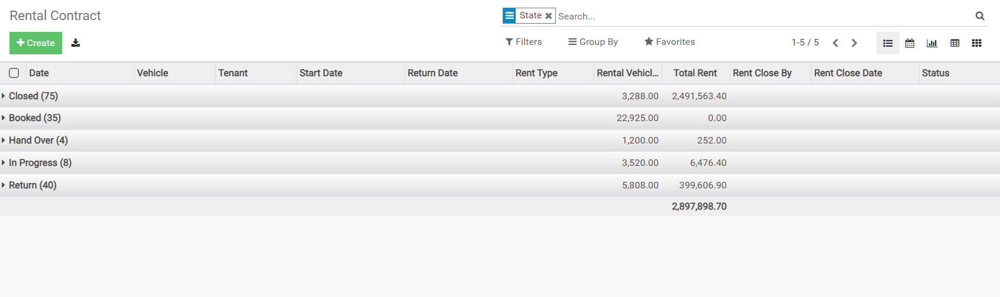 Rental Contract
State
Search...
Create
Filters
Group By
Favorites
1-5 / 5
Date Vehicle Tenant Start Date Return Date Rent Type Rental Vehicl... Total Rent Rent Close By Rent Close Date Status
Closed (75) 3,288.00 2,491,563.40
Booked (35) 22,925.00 0.00
Hand Over (4) 1,200.00 252.00
In Progress (8) 3,520.00 6,476.40
Return (40) 5,808.00 399,606.90
2,897,898.70